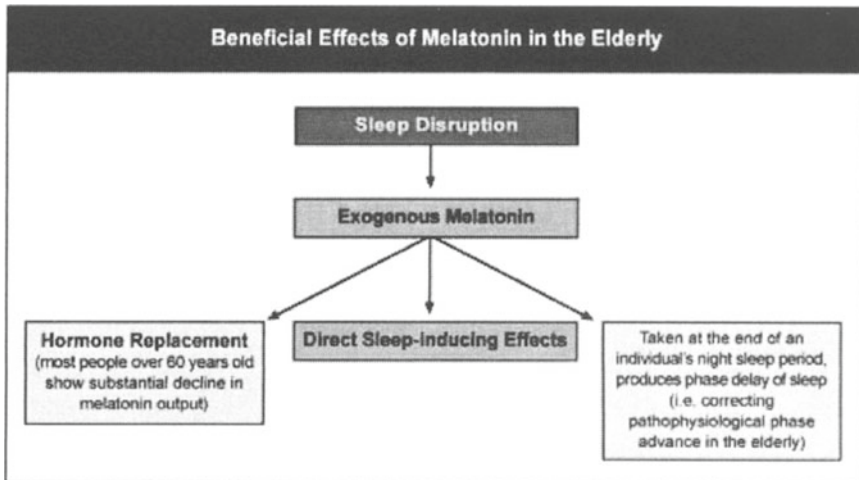 Beneficial Effects of Melatonin in the Elderly
Sleep Disruption
Exogenous Melatonin
Hormone Replacement
(most people over 60 years old
show substantial decline in
melatonin output)
Direct Sleep-Inducing Effects
Taken at the end of an
individual's night sleep period,
produces phase delay of sleep
(i.e. correcting
pathophysiological phase
advance in the elderly)